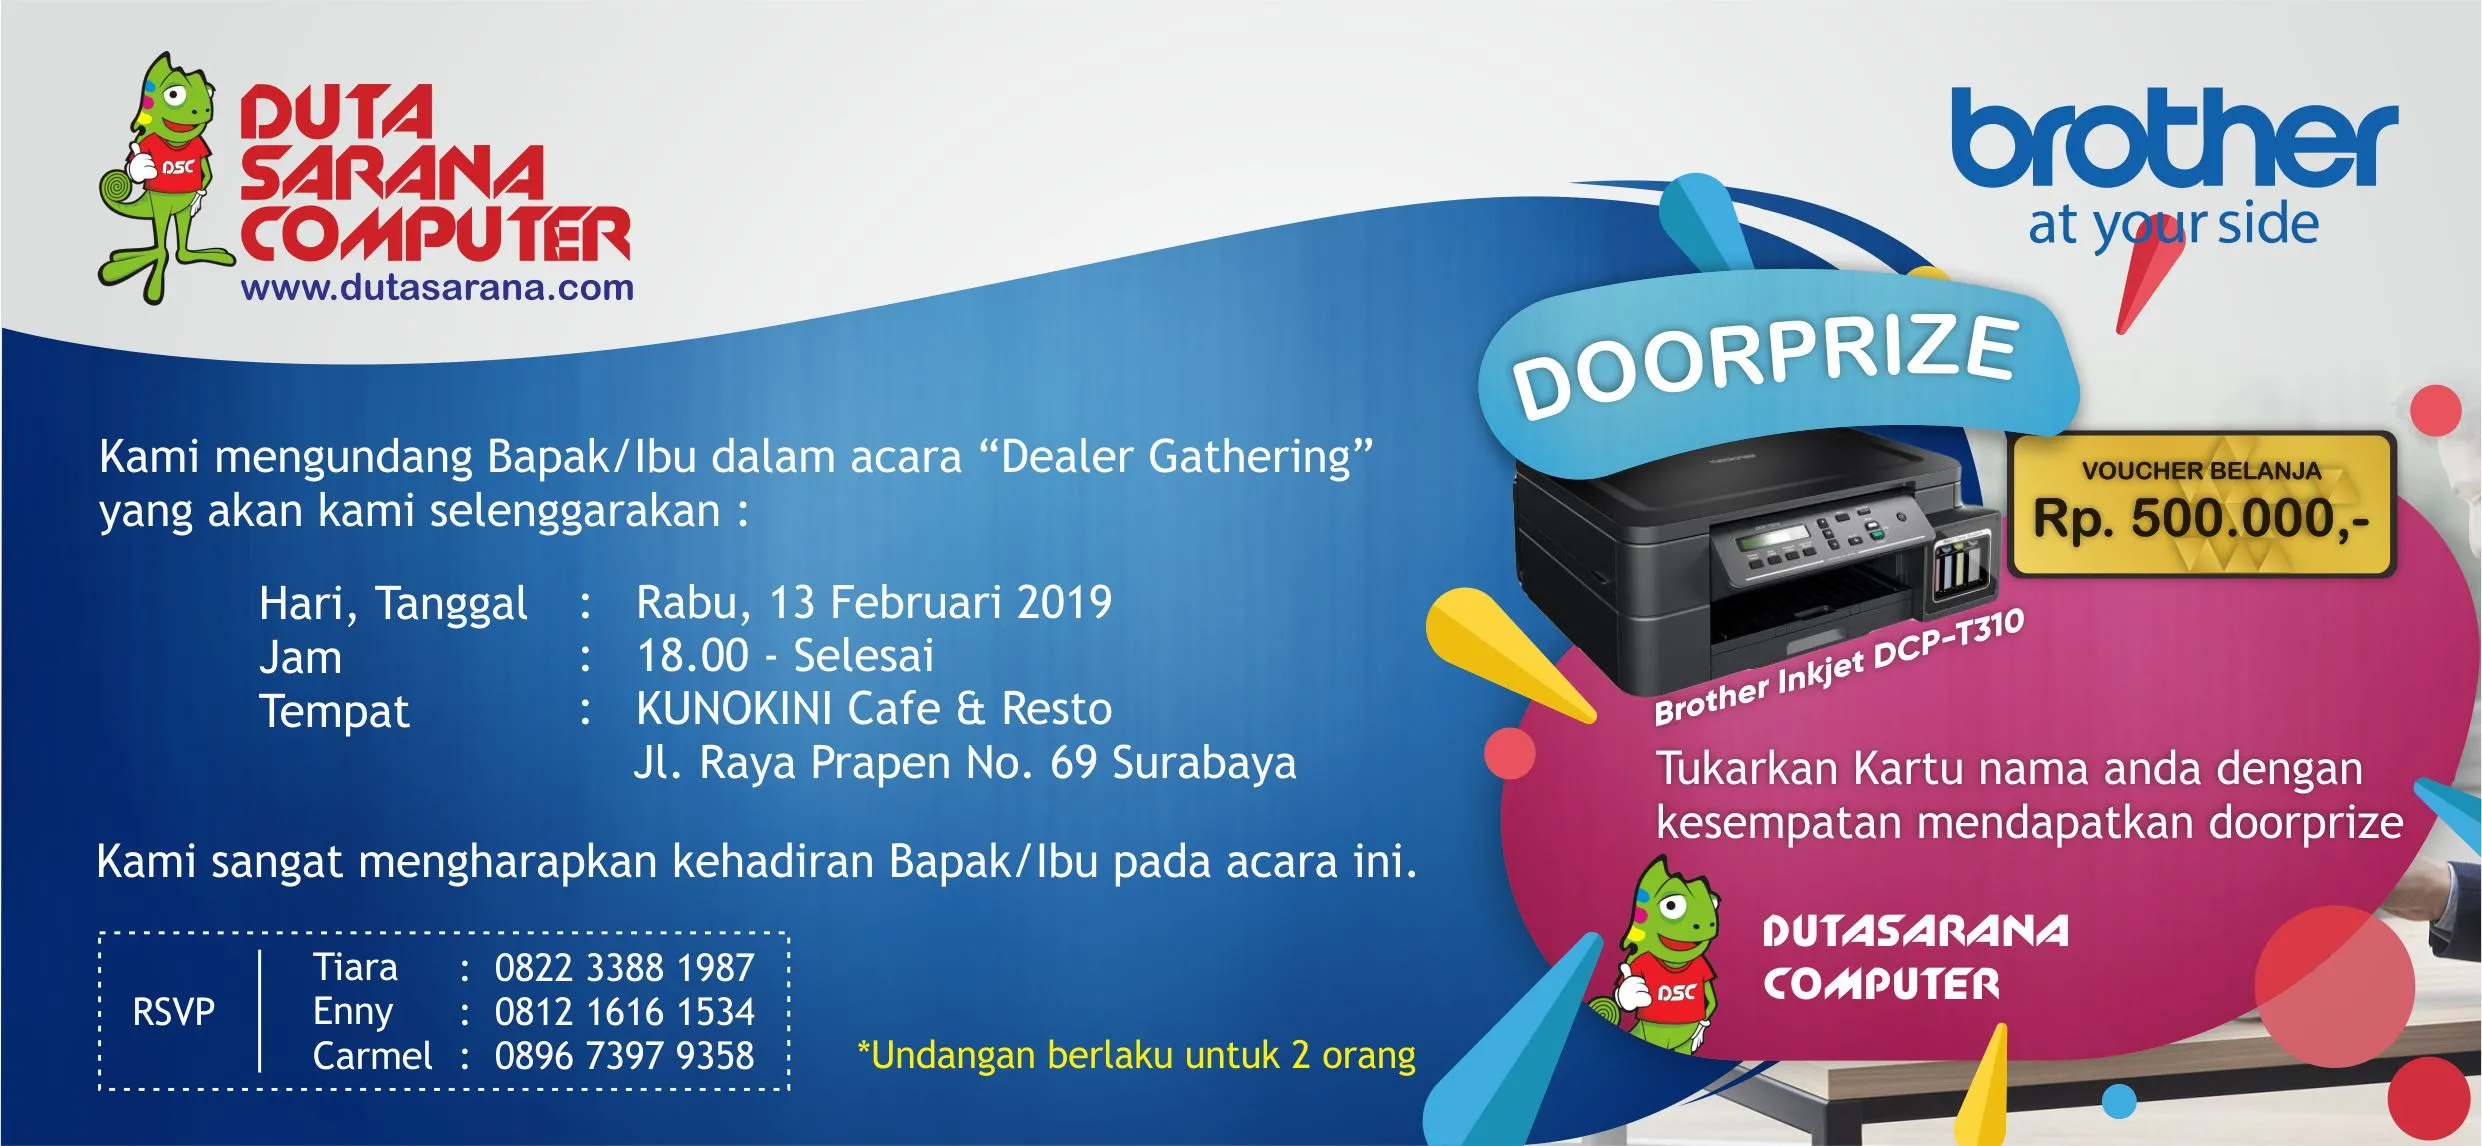 DUTA
SARANA
COMPUTER
www.dutasarana.com
DSC
brother
at your side
Kami mengundang Bapak/Ibu dalam acara “Dealer Gathering”
yang akan kami selenggarakan :
Hari, Tanggal : Rabu, 13 Februari 2019
Jam : 18.00 - Selesai
Tempat : KUNOKINI Cafe & Resto
Jl. Raya Prapen No. 69 Surabaya
Kami sangat mengharapkan kehadiran Bapak/Ibu pada acara ini.
RSVP
Tiara : 0822 3388 1987
Enny : 0812 1616 1534
Carmel : 0896 7397 9358
*Undangan berlaku untuk 2 orang
DOORPRIZE
VOUCHER BELANJA
Rp. 500.000,-
Brother Inkjet DCP-T310
Tukarkan Kartu nama anda dengan
kesempatan mendapatkan doorprize
DSC
DUTASARANA
COMPUTER